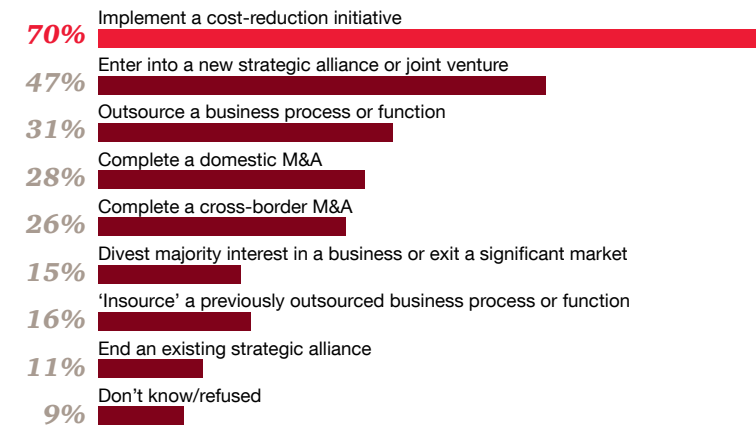 Implement a cost-reduction initiative
70%
Enter into a new strategic alliance or joint venture
47%
Outsource a business process or function
31%
Complete a domestic M&A
28%
Complete a cross-border M&A
26%
Divest majority interest in a business or exit a significant market
15%
‘Insource’ a previously outsourced business process or function
16%
End an existing strategic alliance
11%
Don’t know/refused
9%